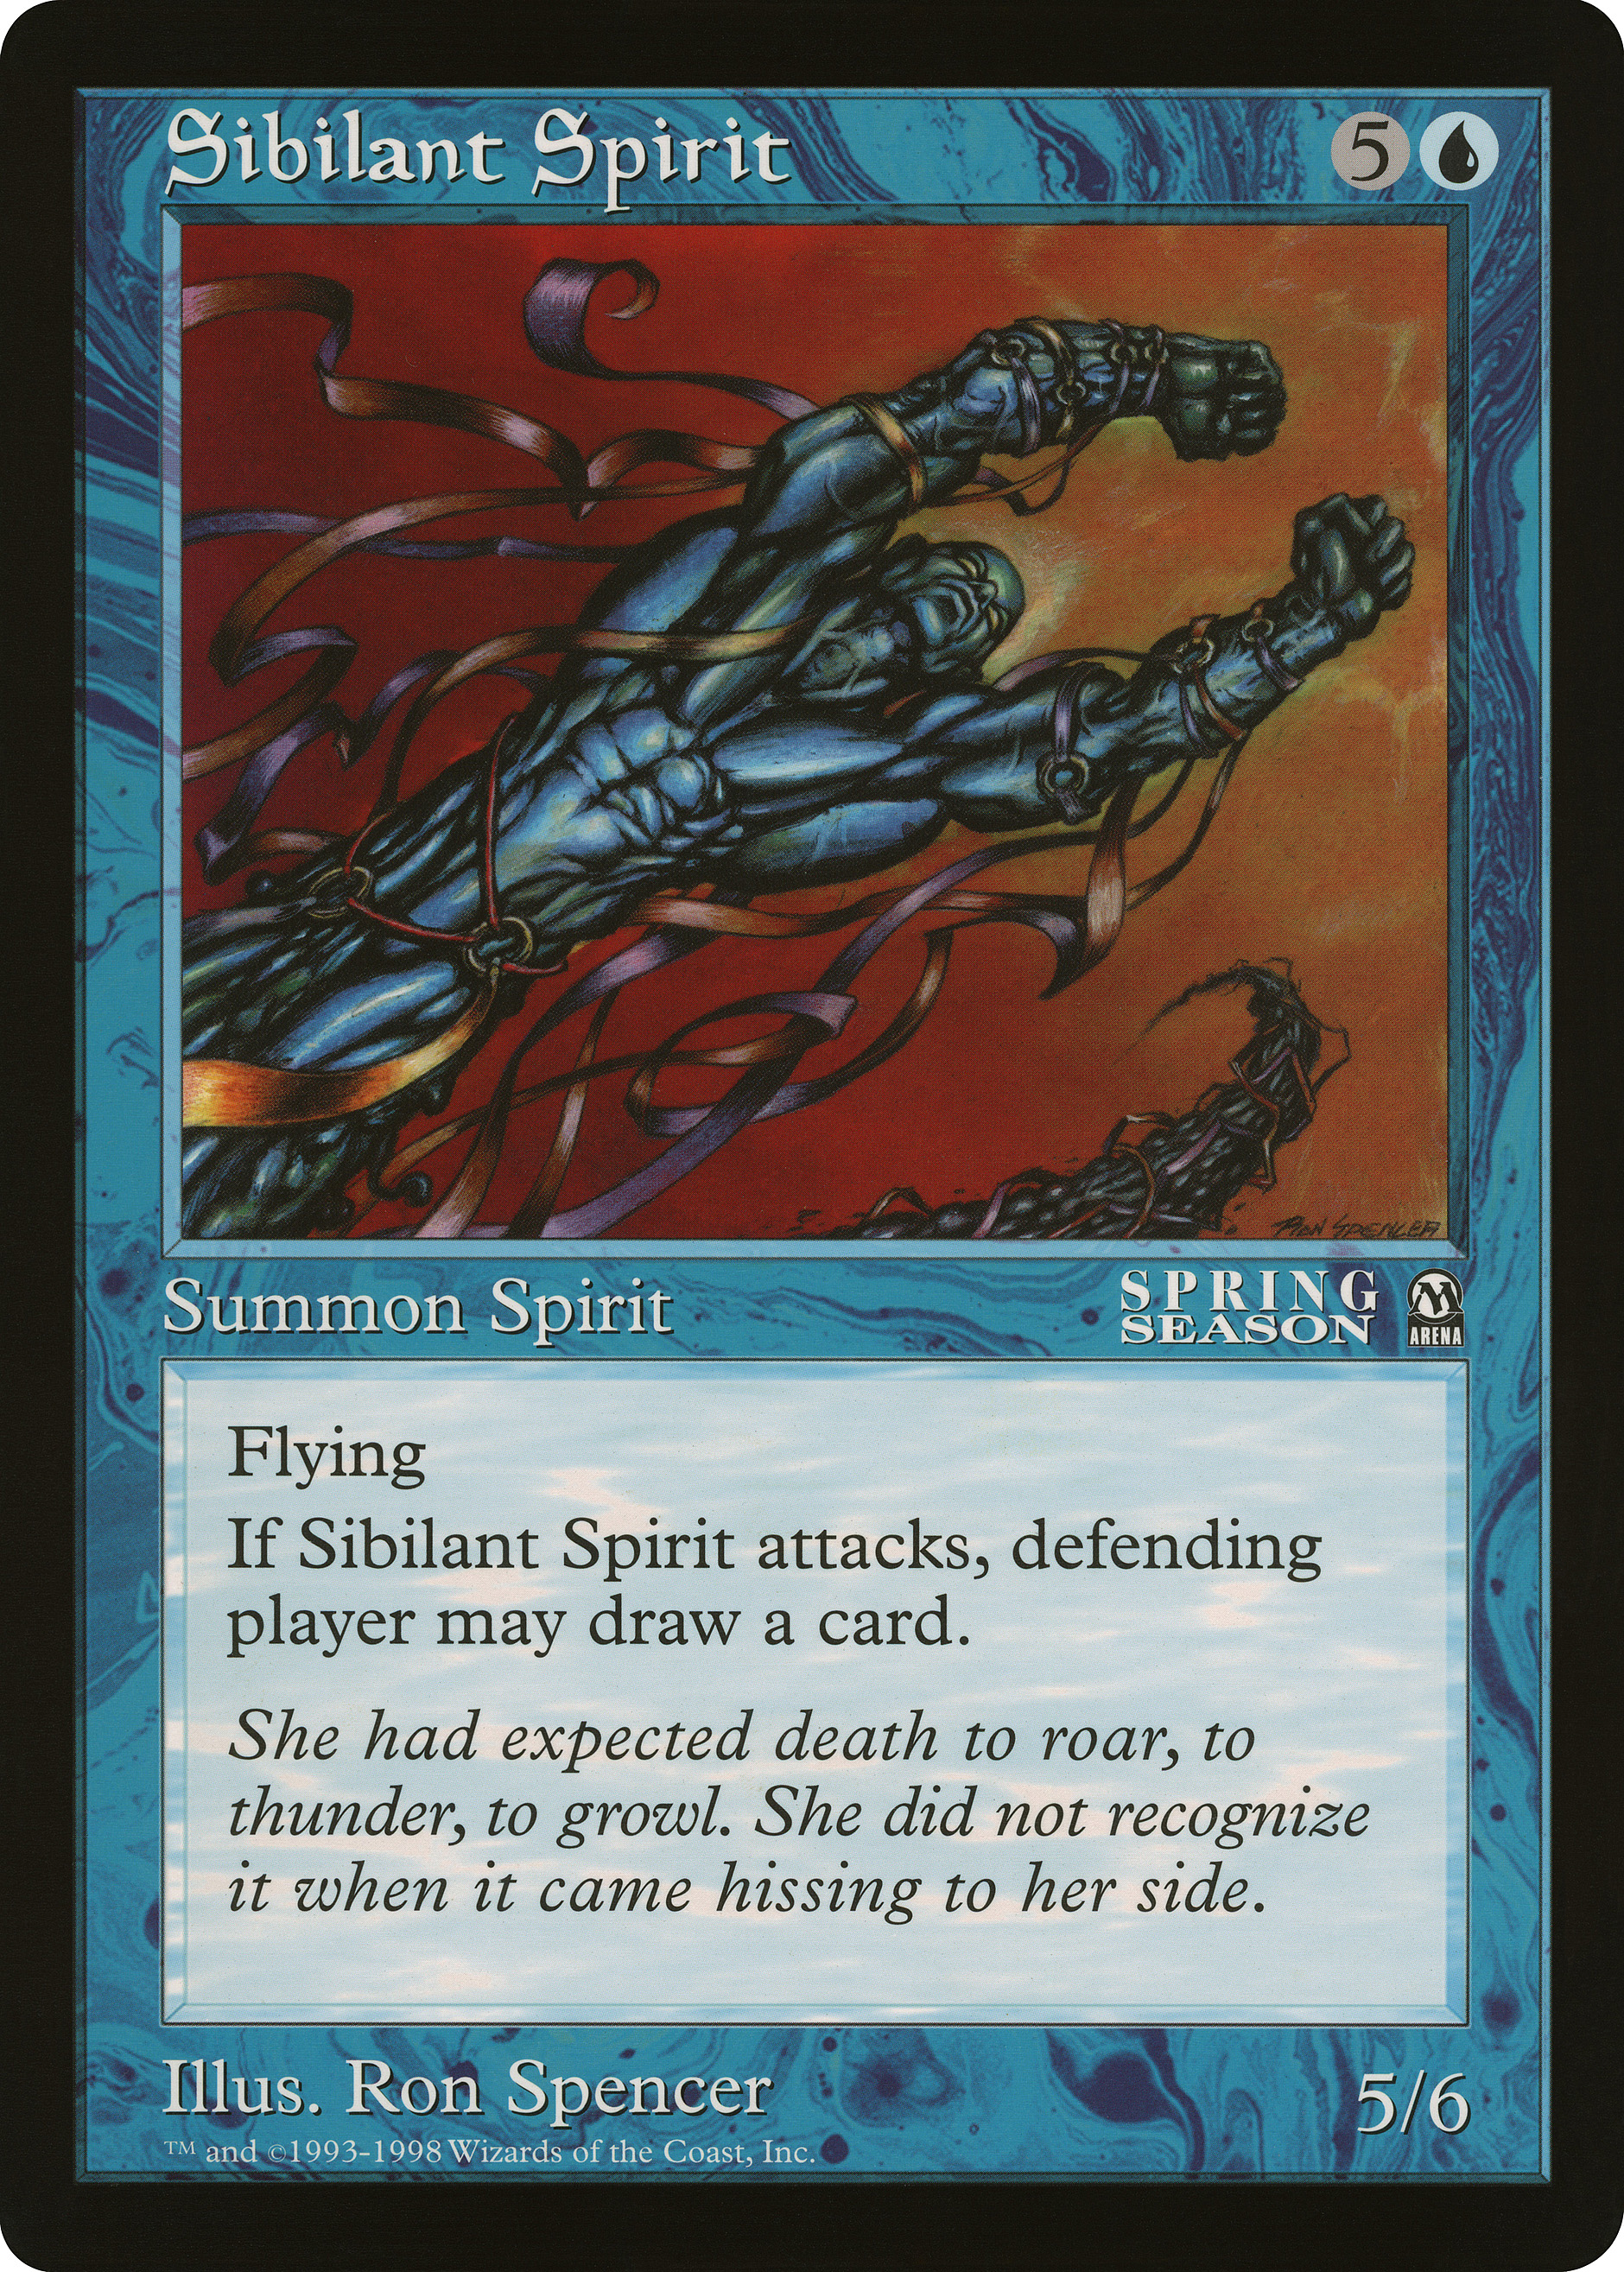 Sibilant Spirit
5
RON SPENCER
Summon Spirit
SPRING
SEASON
M
ARENA
Flying
If Sibilant Spirit attacks, defending
player may draw a card.
She had expected death to roar, to
thunder, to growl. She did not recognize
it when it came hissing to her side.
Illus. Ron Spencer
5/6
™ and ©1993-1998 Wizards of the Coast, Inc.